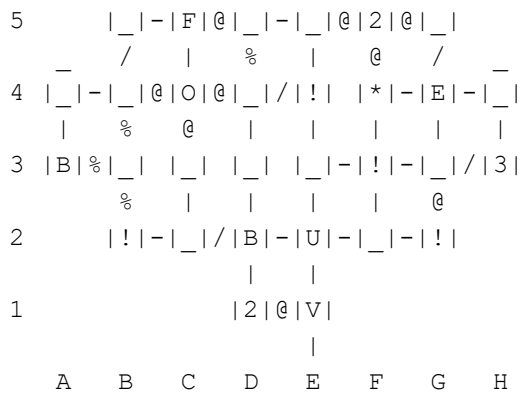 5     |_|-|F|@|_|-|_|@|2|@|_|
   _   /   |   %   |   @   /   _
4 |_|-|_|@|O|@|_|/|!| |*|-|E|-|_|
   |   %   @   |   |   |   |   |
3 |B|%|_| |_| |_| |_|-|!|-|_|/|3|
       %   |   |   |   |   @
2     |!|-|_|/|B|-|U|-|_|-|!|
               |   |
1             |2|@|V|
                   |
   A   B   C   D   E   F   G   H